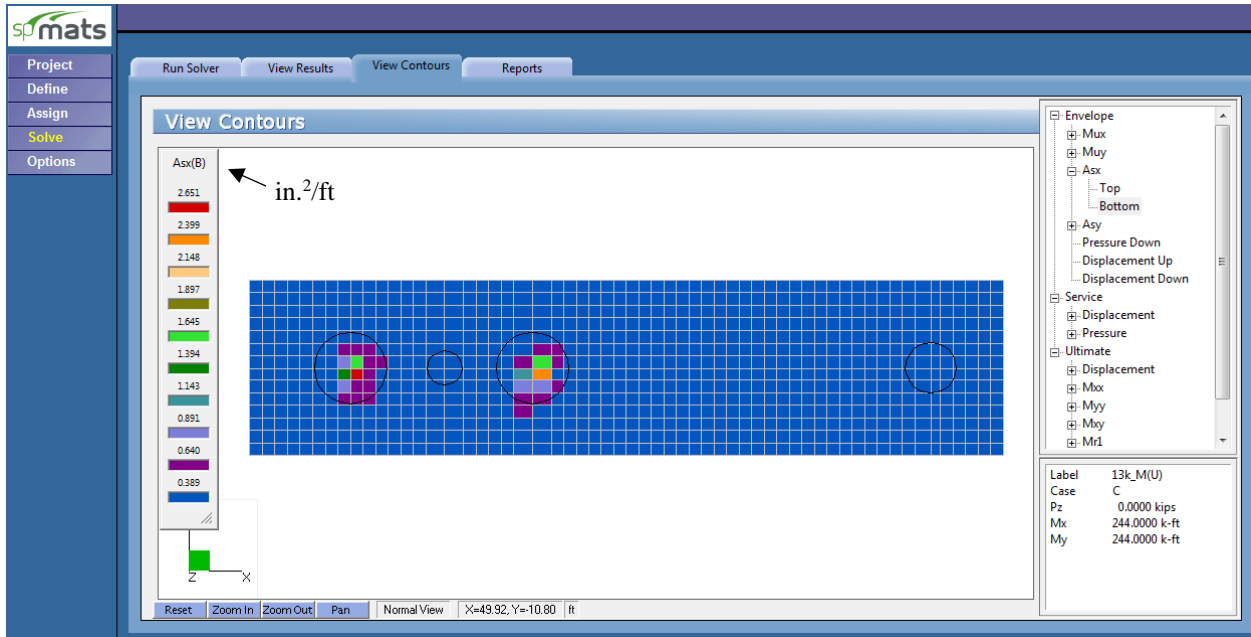 spmats
Project
Define
Assign
Solve
Options
Run Solver
View Results
View Contours
Reports
View Contours
Asx(B)
2.651
2.399
2.148
1.897
1.645
1.394
1.143
0.891
0.640
0.389
in.²/ft
Z
X
Reset
Zoom In
Zoom Out
Pan
Normal View
X=49.92, Y=-10.80
ft
Envelope
Mux
Muy
Asx
Top
Bottom
Asy
Pressure Down
Displacement Up
Displacement Down
Service
Displacement
Pressure
Ultimate
Displacement
Mxx
Myy
Mxy
Mr1
Label 13k_M(U)
Case C
Pz 0.0000 kips
Mx 244.0000 k-ft
My 244.0000 k-ft